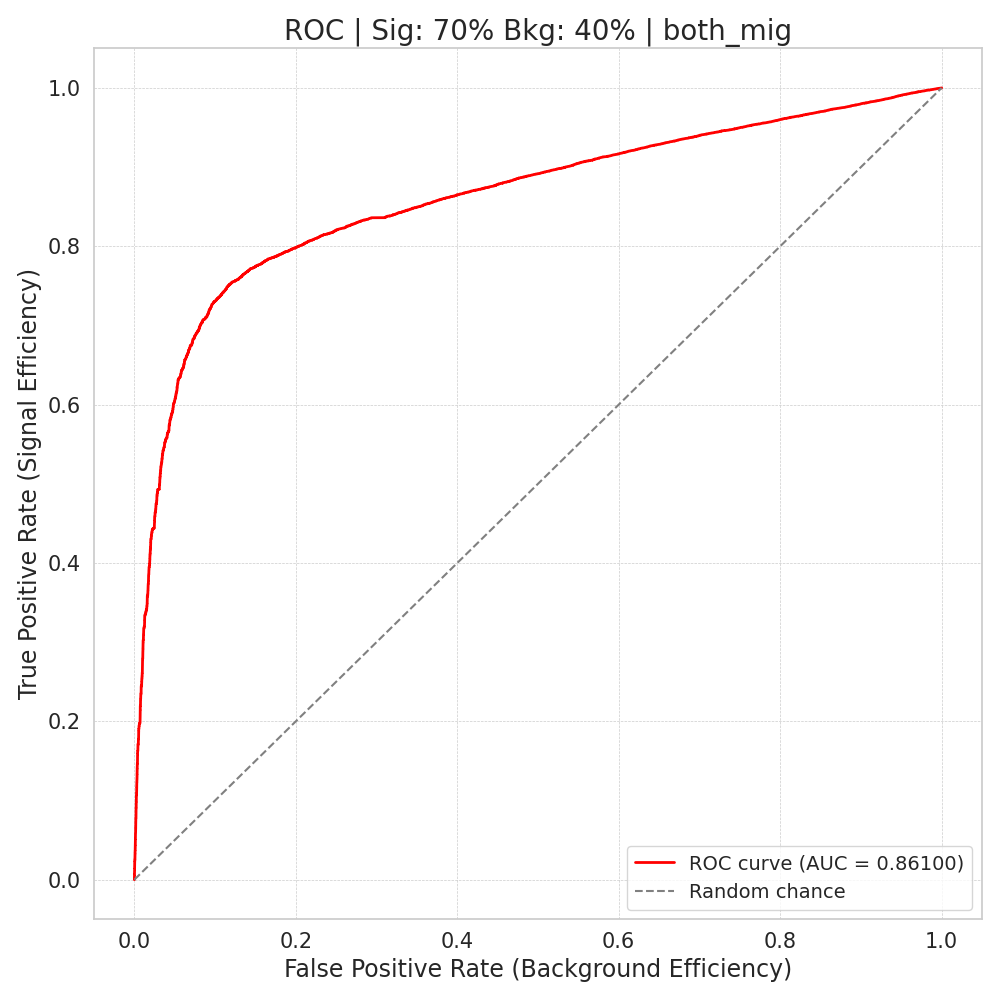 ROC | Sig: 70% Bkg: 40% | both_mig
True Positive Rate (Signal Efficiency)
1.0
0.8
0.6
0.4
0.2
0.0
ROC curve (AUC = 0.86100)
Random chance
0.0 0.2 0.4 0.6 0.8 1.0
False Positive Rate (Background Efficiency)